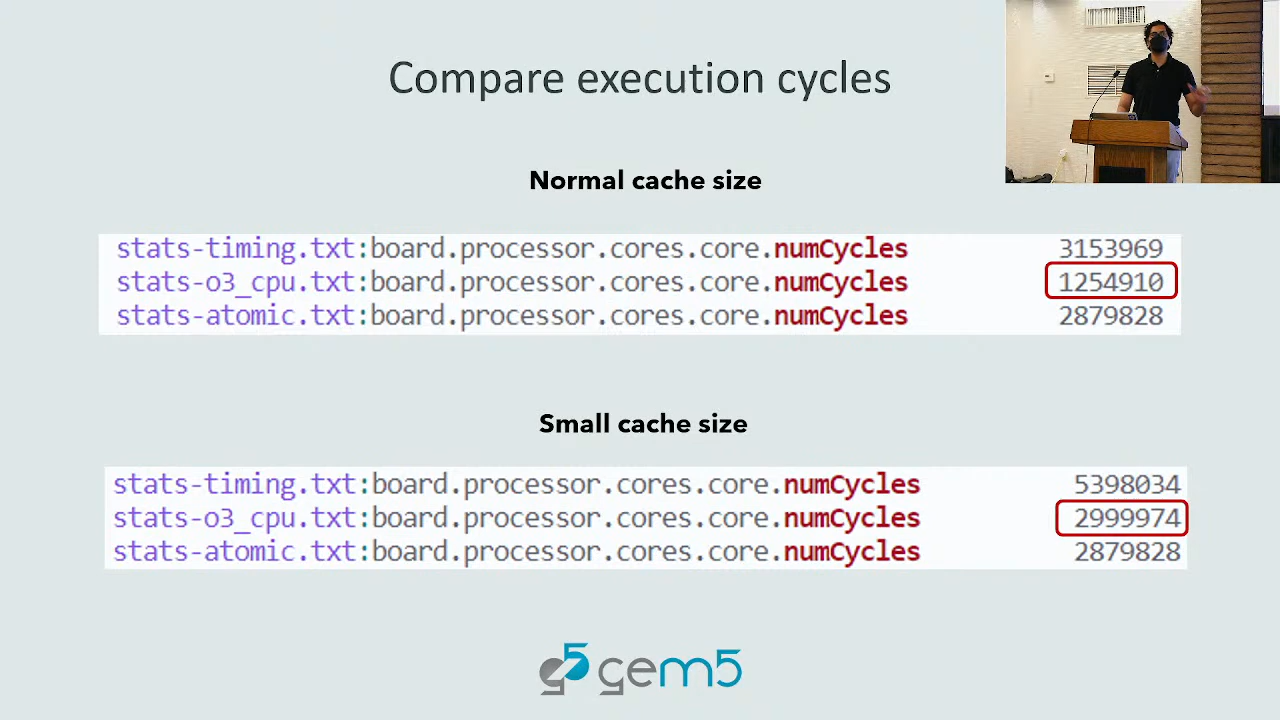 Compare execution cycles
Normal cache size
stats-timing.txt:board.processor.cores.core.numCycles 3153969
stats-o3_cpu.txt:board.processor.cores.core.numCycles 1254910
stats-atomic.txt:board.processor.cores.core.numCycles 2879828
Small cache size
stats-timing.txt:board.processor.cores.core.numCycles 5398034
stats-o3_cpu.txt:board.processor.cores.core.numCycles 2999974
stats-atomic.txt:board.processor.cores.core.numCycles 2879828
g5 gem5